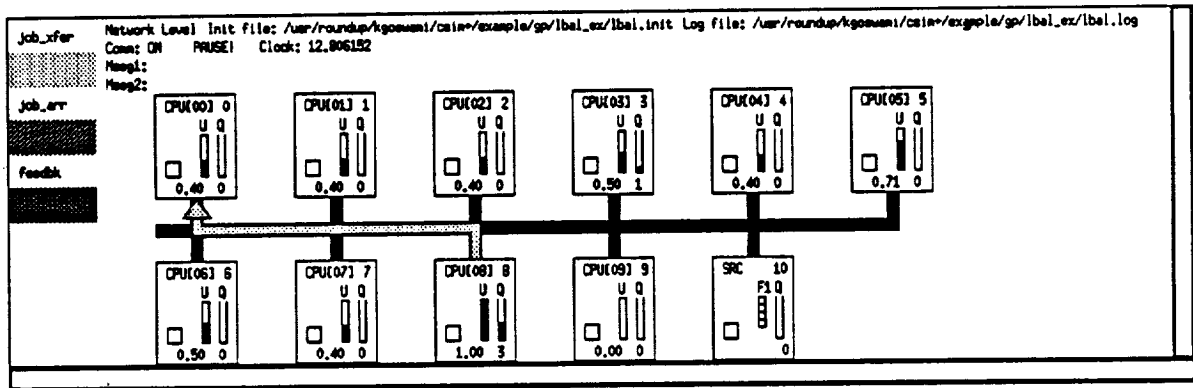 job_xfer
job_arr
feedbk
Network Level Init file: /usr/roundup/kgoswami/csim+/example/gp/lbal_ex/lbal.init Log file: /usr/roundup/kgoswami/csim+/example/gp/lbal_ex/lbal.log
Comm: ON PAUSE! Clock: 12.806152
Mesg1:
Mesg2:
CPU[00] 0
U Q
0.40 0
CPU[01] 1
U Q
0.40 0
CPU[02] 2
U Q
0.40 0
CPU[03] 3
U Q
0.50 1
CPU[04] 4
U Q
0.40 0
CPU[05] 5
U Q
0.71 0
CPU[06] 6
U Q
0.50 0
CPU[07] 7
U Q
0.40 0
CPU[08] 8
U Q
1.00 3
CPU[09] 9
U Q
0.00 0
SRC 10
F1 Q
0